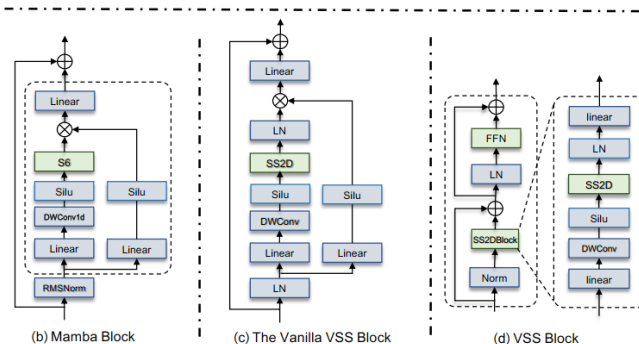 Linear
S6
Silu
Silu
DWConv1d
Linear
Linear
RMSNorm
(b) Mamba Block
Linear
LN
SS2D
Silu
Silu
DWConv
Linear
Linear
LN
(c) The Vanilla VSS Block
FFN
LN
SS2DBlock
Norm
linear
LN
SS2D
Silu
DWConv
linear
(d) VSS Block